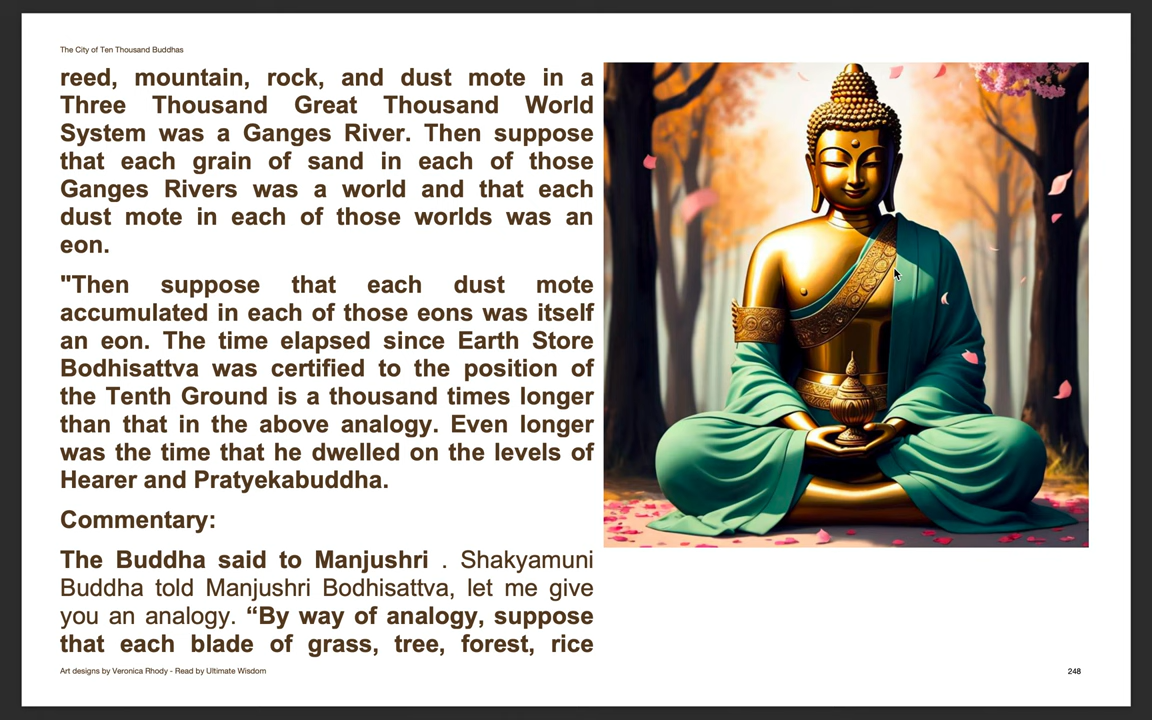 The City of Ten Thousand Buddhas
reed, mountain, rock, and dust mote in a
Three Thousand Great Thousand World
System was a Ganges River. Then suppose
that each grain of sand in each of those
Ganges Rivers was a world and that each
dust mote in each of those worlds was an
eon.
"Then suppose that each dust mote
accumulated in each of those eons was itself
an eon. The time elapsed since Earth Store
Bodhisattva was certified to the position of
the Tenth Ground is a thousand times longer
than that in the above analogy. Even longer
was the time that he dwelled on the levels of
Hearer and Pratyekabuddha.
Commentary:
The Buddha said to Manjushri . Shakyamuni
Buddha told Manjushri Bodhisattva, let me give
you an analogy. “By way of analogy, suppose
that each blade of grass, tree, forest, rice
Art designs by Veronica Rhody - Read by Ultimate Wisdom
248